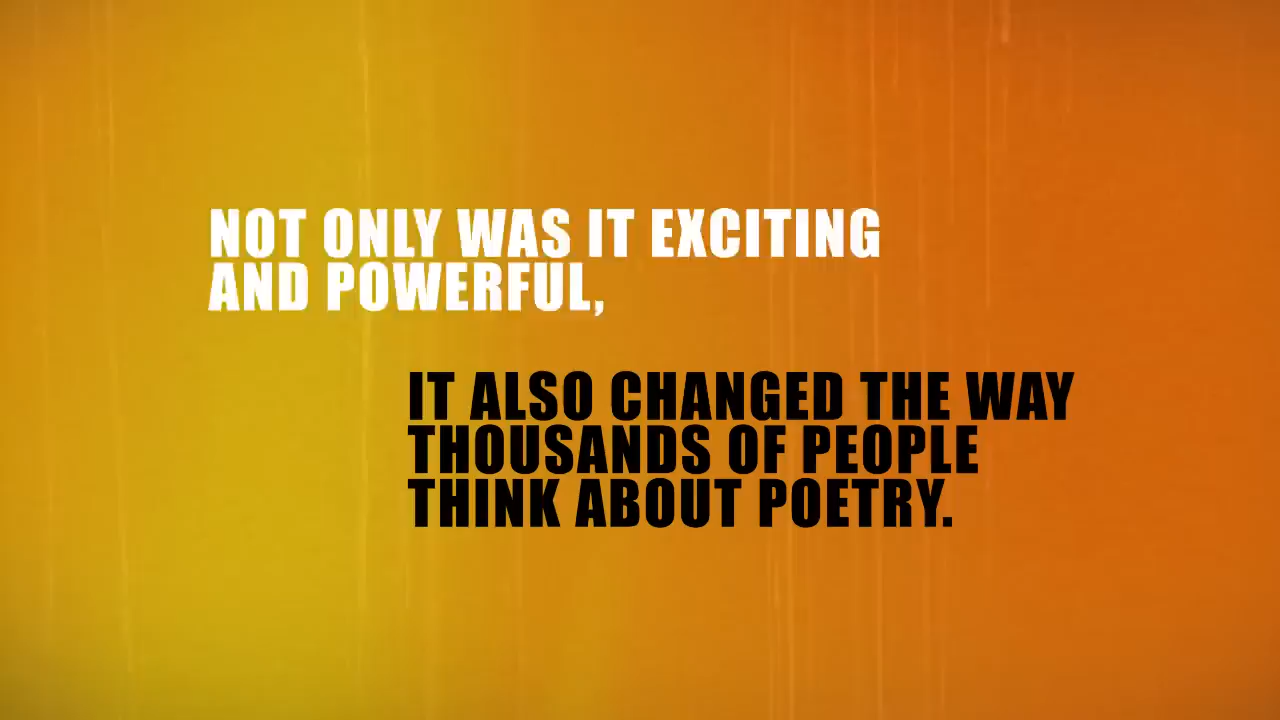 NOT ONLY WAS IT EXCITING
AND POWERFUL,
IT ALSO CHANGED THE WAY
THOUSANDS OF PEOPLE
THINK ABOUT POETRY.